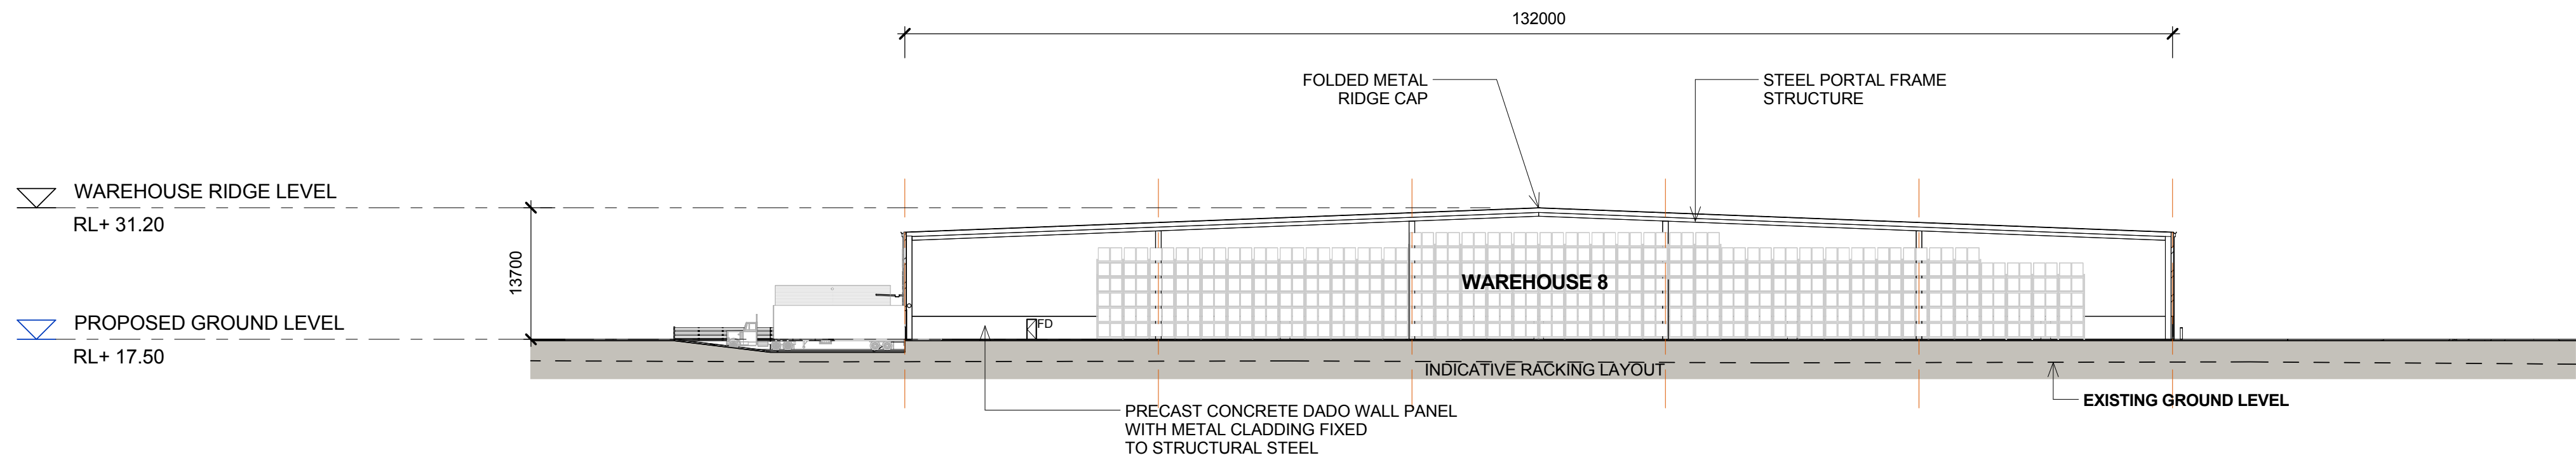 132000
FOLDED METAL
RIDGE CAP
STEEL PORTAL FRAME
STRUCTURE
WAREHOUSE RIDGE LEVEL
RL+ 31.20
13700
WAREHOUSE 8
PROPOSED GROUND LEVEL
FD
RL+ 17.50
INDICATIVE RACKING LAYOUT
EXISTING GROUND LEVEL
PRECAST CONCRETE DADO WALL PANEL
WITH METAL CLADDING FIXED
TO STRUCTURAL STEEL